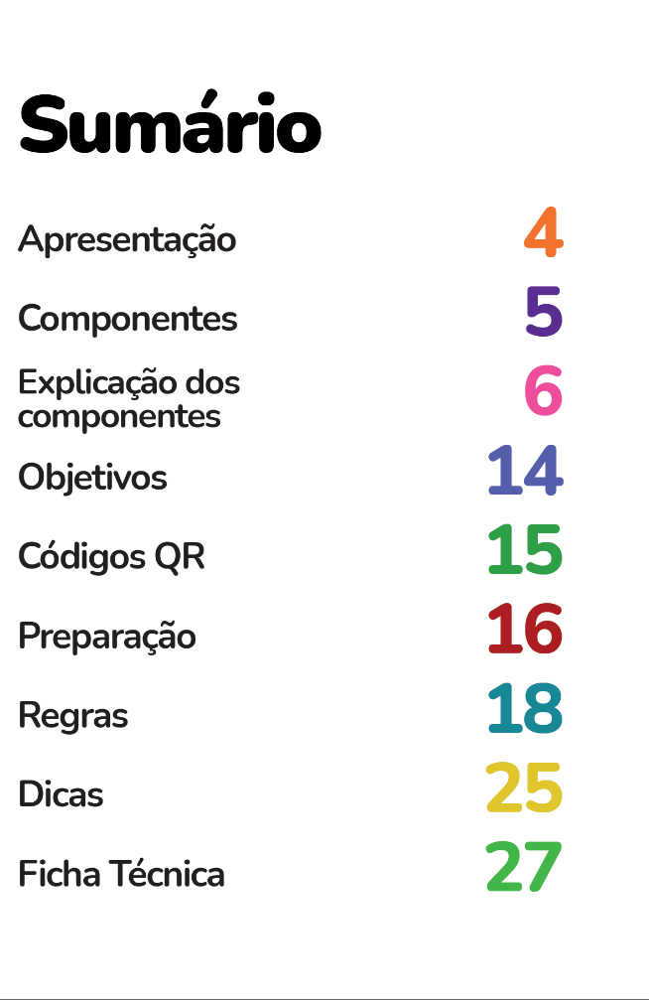 Sumário
Apresentação 4
Componentes 5
Explicação dos
componentes 6
Objetivos 14
Códigos QR 15
Preparação 16
Regras 18
Dicas 25
Ficha Técnica 27